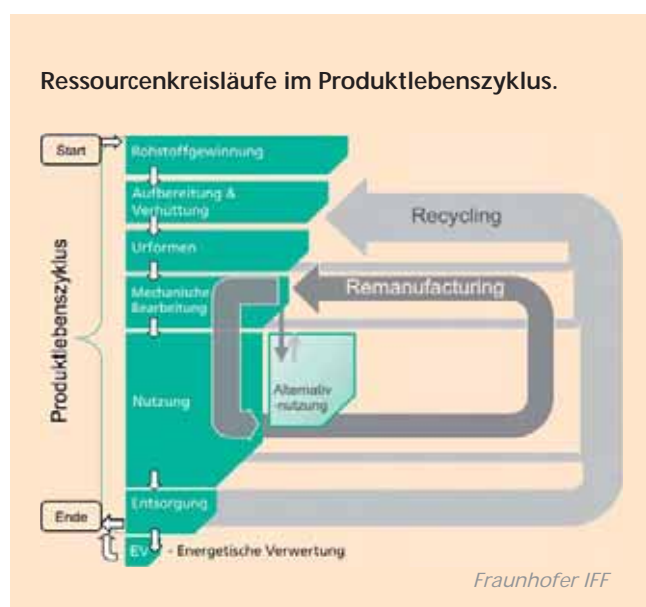 Ressourcenkreisläufe im Produktlebenszyklus.
Start
Rohstoffgewinnung
Aufbereitung &
Verhüttung
Recycling
Urformen
Mechanische
Bearbeitung
Remanufacturing
Produktlebenszyklus
Nutzung
Alternativ
-nutzung
Entsorgung
Ende
EV - Energetische Verwertung
Fraunhofer IFF